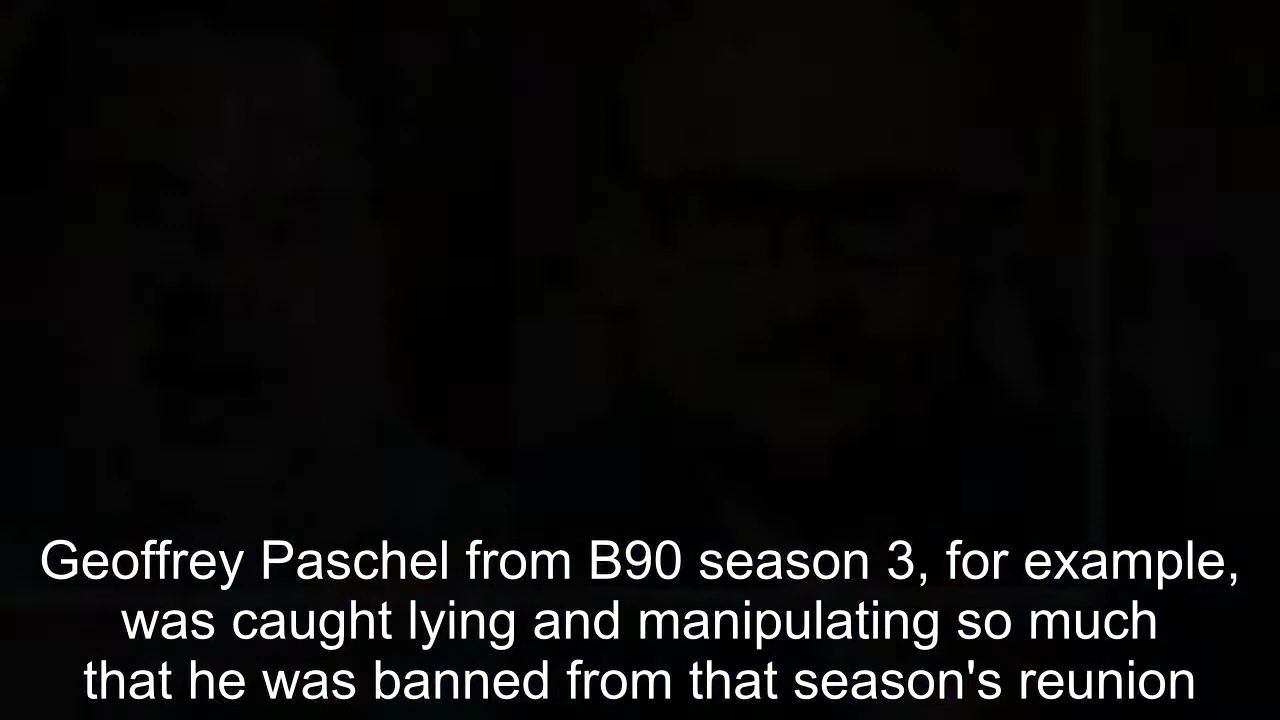 Geoffrey Paschel from B90 season 3, for example,
was caught lying and manipulating so much
that he was banned from that season's reunion